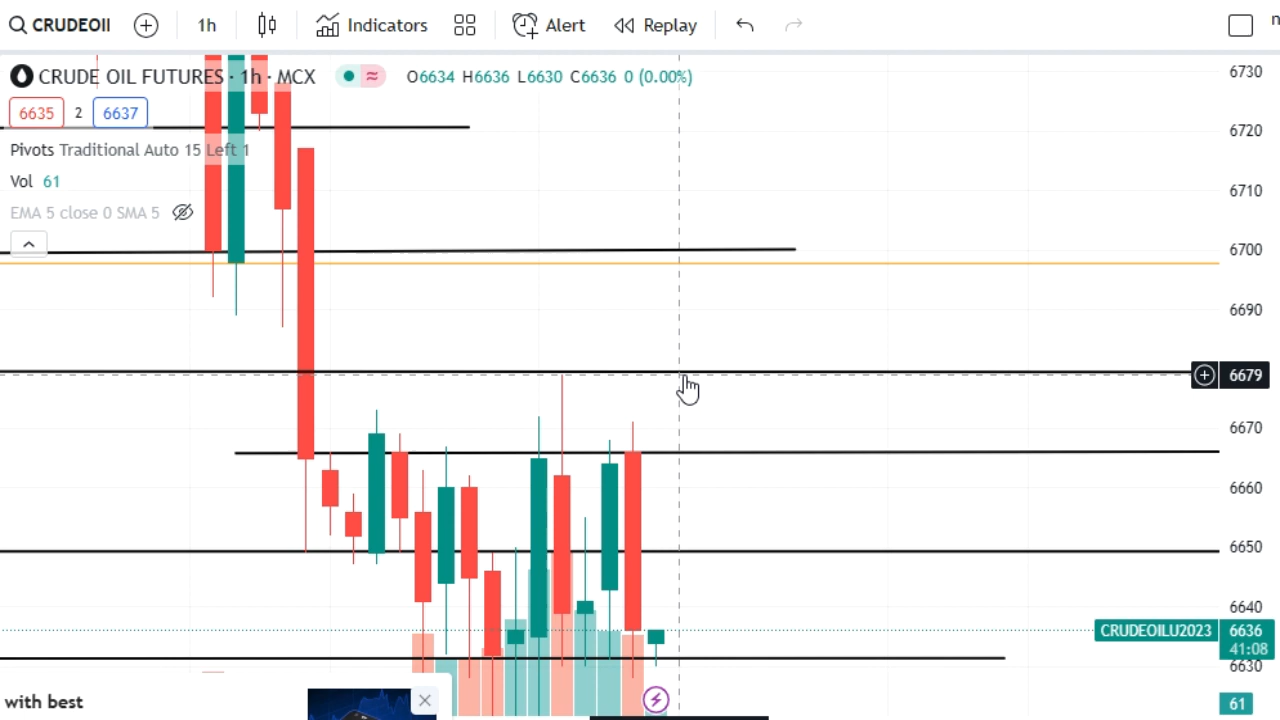 CRUDEOIl 1h Indicators Alert Replay
CRUDE OIL FUTURES · 1h · MCX O6634 H6636 L6630 C6636 0 (0.00%)
6635 2 6637
Pivots Traditional Auto 15 Left 1
Vol 61
EMA 5 close 0 SMA 5
6730
6720
6710
6700
6690
6679
6670
6660
6650
6640
CRUDEOILU2023 6636
41:08
6630
61
with best